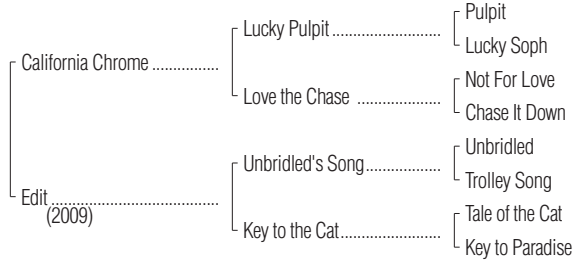 Pulpit
Lucky Pulpit......................
Lucky Soph
California Chrome ................
Not For Love
Love the Chase .....................
Chase It Down
Unbridled
Unbridled's Song...................
Trolley Song
Edit..........................................
(2009)
Tale of the Cat
Key to the Cat.........................
Key to Paradise